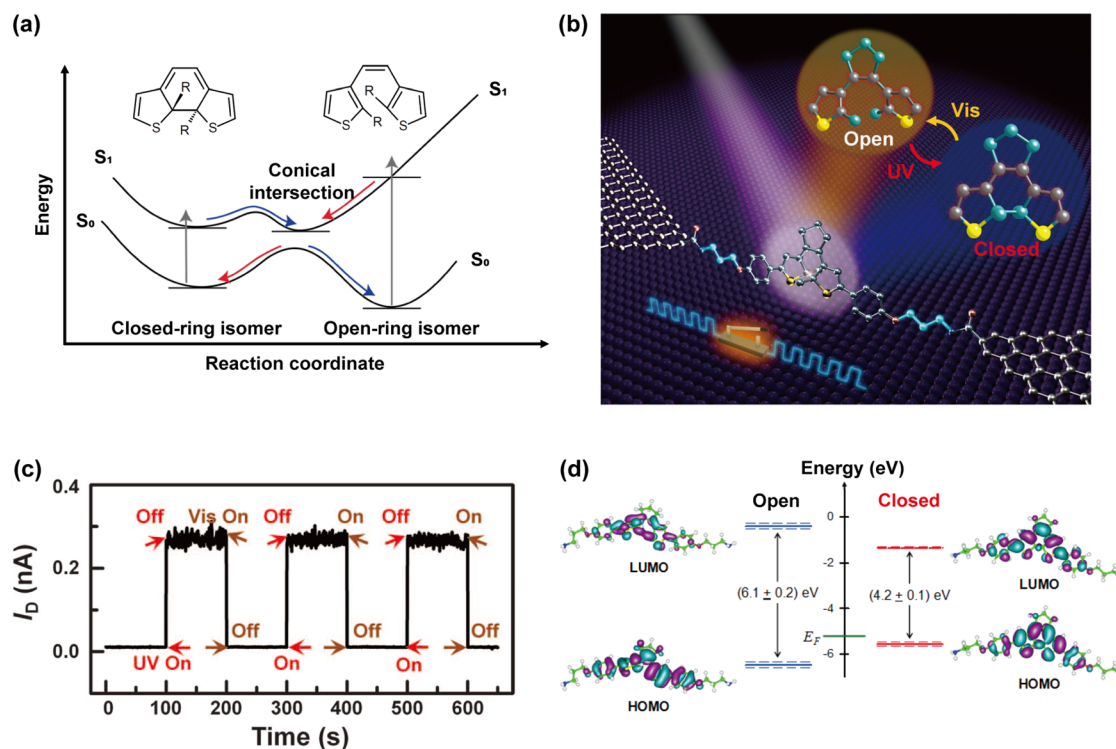 (a)
R
R
S
S
R
R
S
S
S₁
S₁
Conical
intersection
S₀
S₀
Energy
Closed-ring isomer
Open-ring isomer
Reaction coordinate
(b)
Open
Vis
UV
Closed
(c)
0.4
0.2
0.0
I_D (nA)
Off
Vis On
Off
On
Off
On
UV On
Off
On
Off
On
Off
0 100 200 300 400 500 600
Time (s)
(d)
Energy (eV)
Open
Closed
0
-2
-4
-6
E_F
LUMO
HOMO
(6.1 ± 0.2) eV
(4.2 ± 0.1) eV
LUMO
HOMO